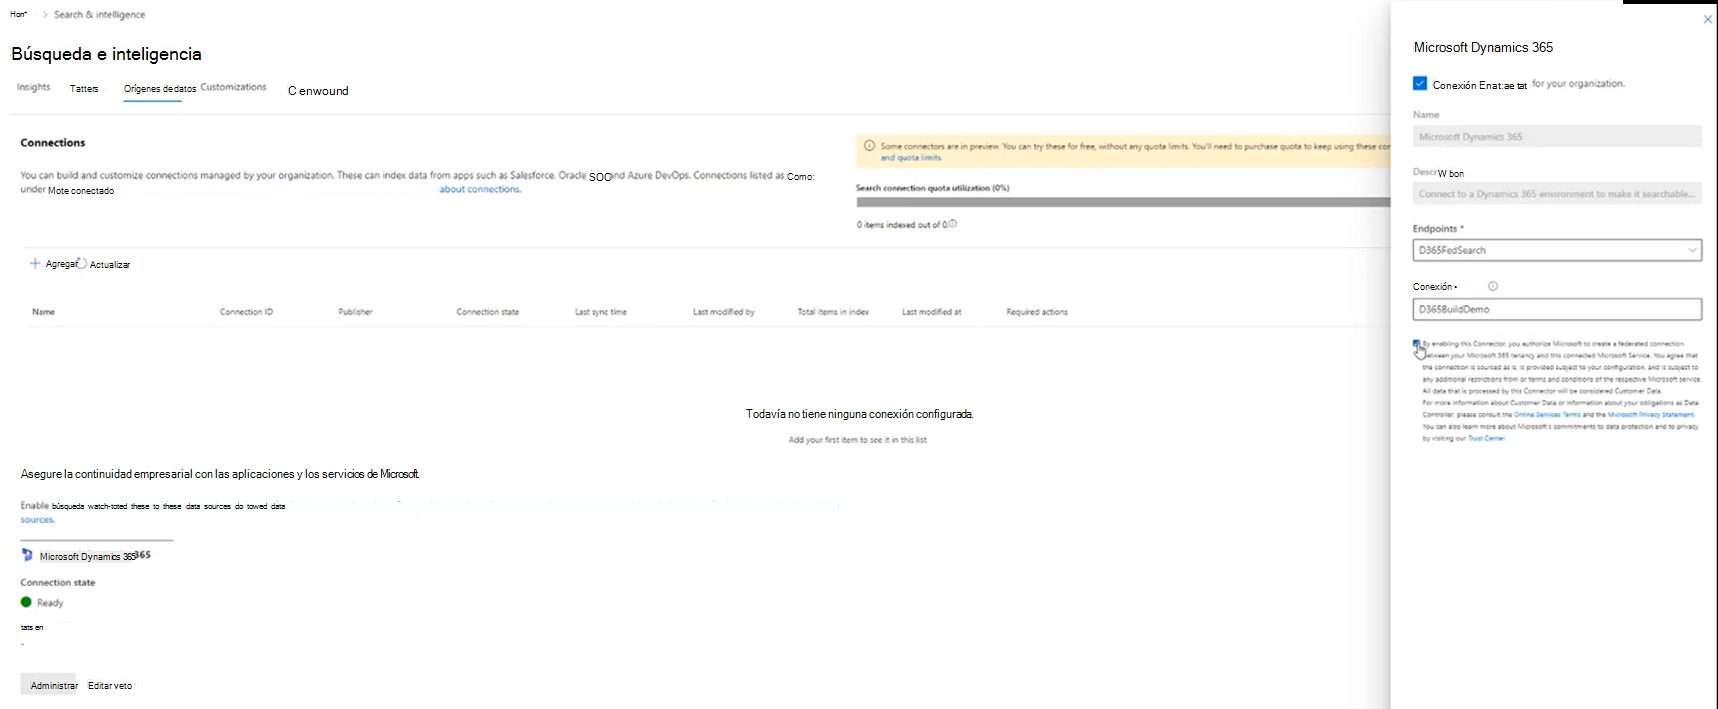 Hon* > Search & intelligence
Búsqueda e inteligencia
Insights Tatters Orígenes de datos Customizations C enwound
Connections
You can build and customize connections managed by your organization. These can index data from apps such as Salesforce, Oracle SOC and Azure DevOps. Connections listed as Como:
under Mote conectado about connections.
Some connectors are in preview. You can try these for free, without any quota limits. You'll need to purchase quota to keep using these cor
and quota limits.
Search connection quota utilization (0%)
0 items indexed out of 0
Agregar Actualizar
Name Connection ID Publisher Connection state Last sync time Last modified by Total items in index Last modified at Required actions
Todavía no tiene ninguna conexión configurada.
Add your first item to see it in this list
Asegure la continuidad empresarial con las aplicaciones y los servicios de Microsoft.
Enable búsqueda watch-toted these to these data sources do towed data
sources.
Microsoft Dynamics 365 365
Connection state
Ready
tats en
Administrar Editar veto
Microsoft Dynamics 365
Conexión Enat:ae tat for your organization.
Name
Microsoft Dynamics 365
Descr W bon
Connect to a Dynamics 365 environment to make it searchable...
Endpoints *
D365FedSearch
Conexión •
D365BuildDemo
By enabling this Connector, you authorize Microsoft to create a federated connection
between your Microsoft 365 tenancy and this connected Microsoft Service. You agree that
the connection is sourced as is, is provided subject to your configuration, and is subject to
any additional restrictions from or terms and conditions of the respective Microsoft service.
All data that is processed by this Connector will be considered Customer Data.
For more information about Customer Data or information about your obligations as Data
Controller, please consult the Online Services Terms and the Microsoft Privacy Statement.
You can also learn more about Microsoft's commitments to data protection and to privacy
by visiting our Trust Center.